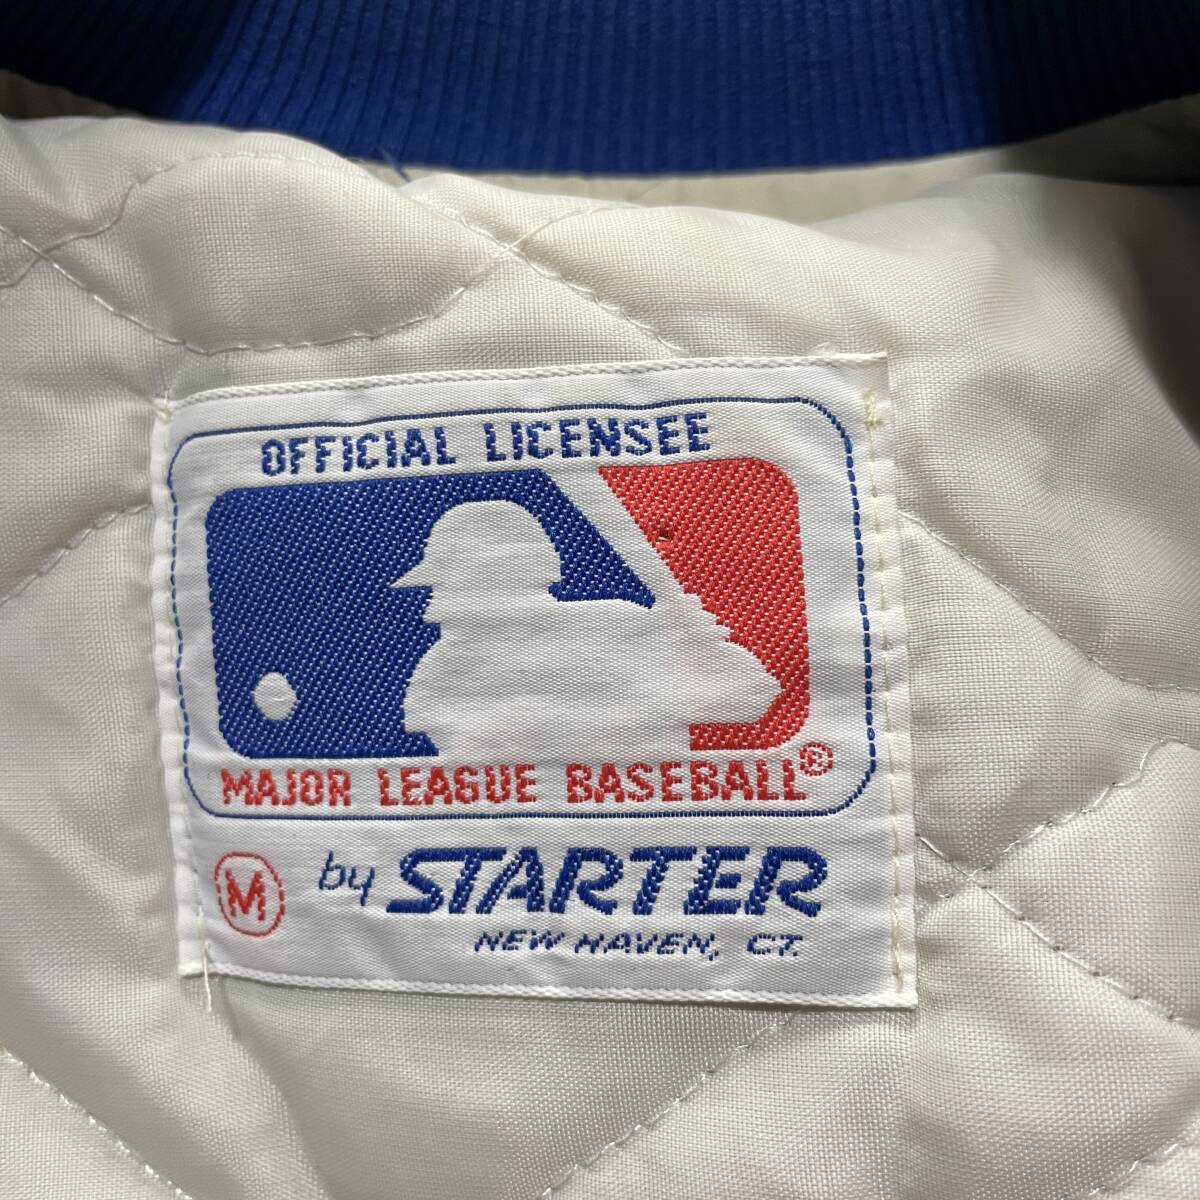 OFFICIAL LICENSEE
MAJOR LEAGUE BASEBALL®
M by STARTER
NEW HAVEN, CT.